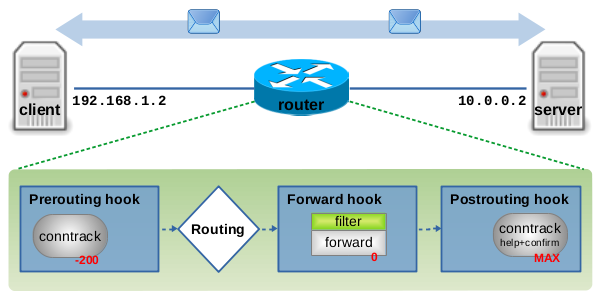 client
192.168.1.2
router
10.0.0.2
server
Prerouting hook
conntrack
-200
Routing
Forward hook
filter
forward
0
Postrouting hook
conntrack
help+confirm
MAX